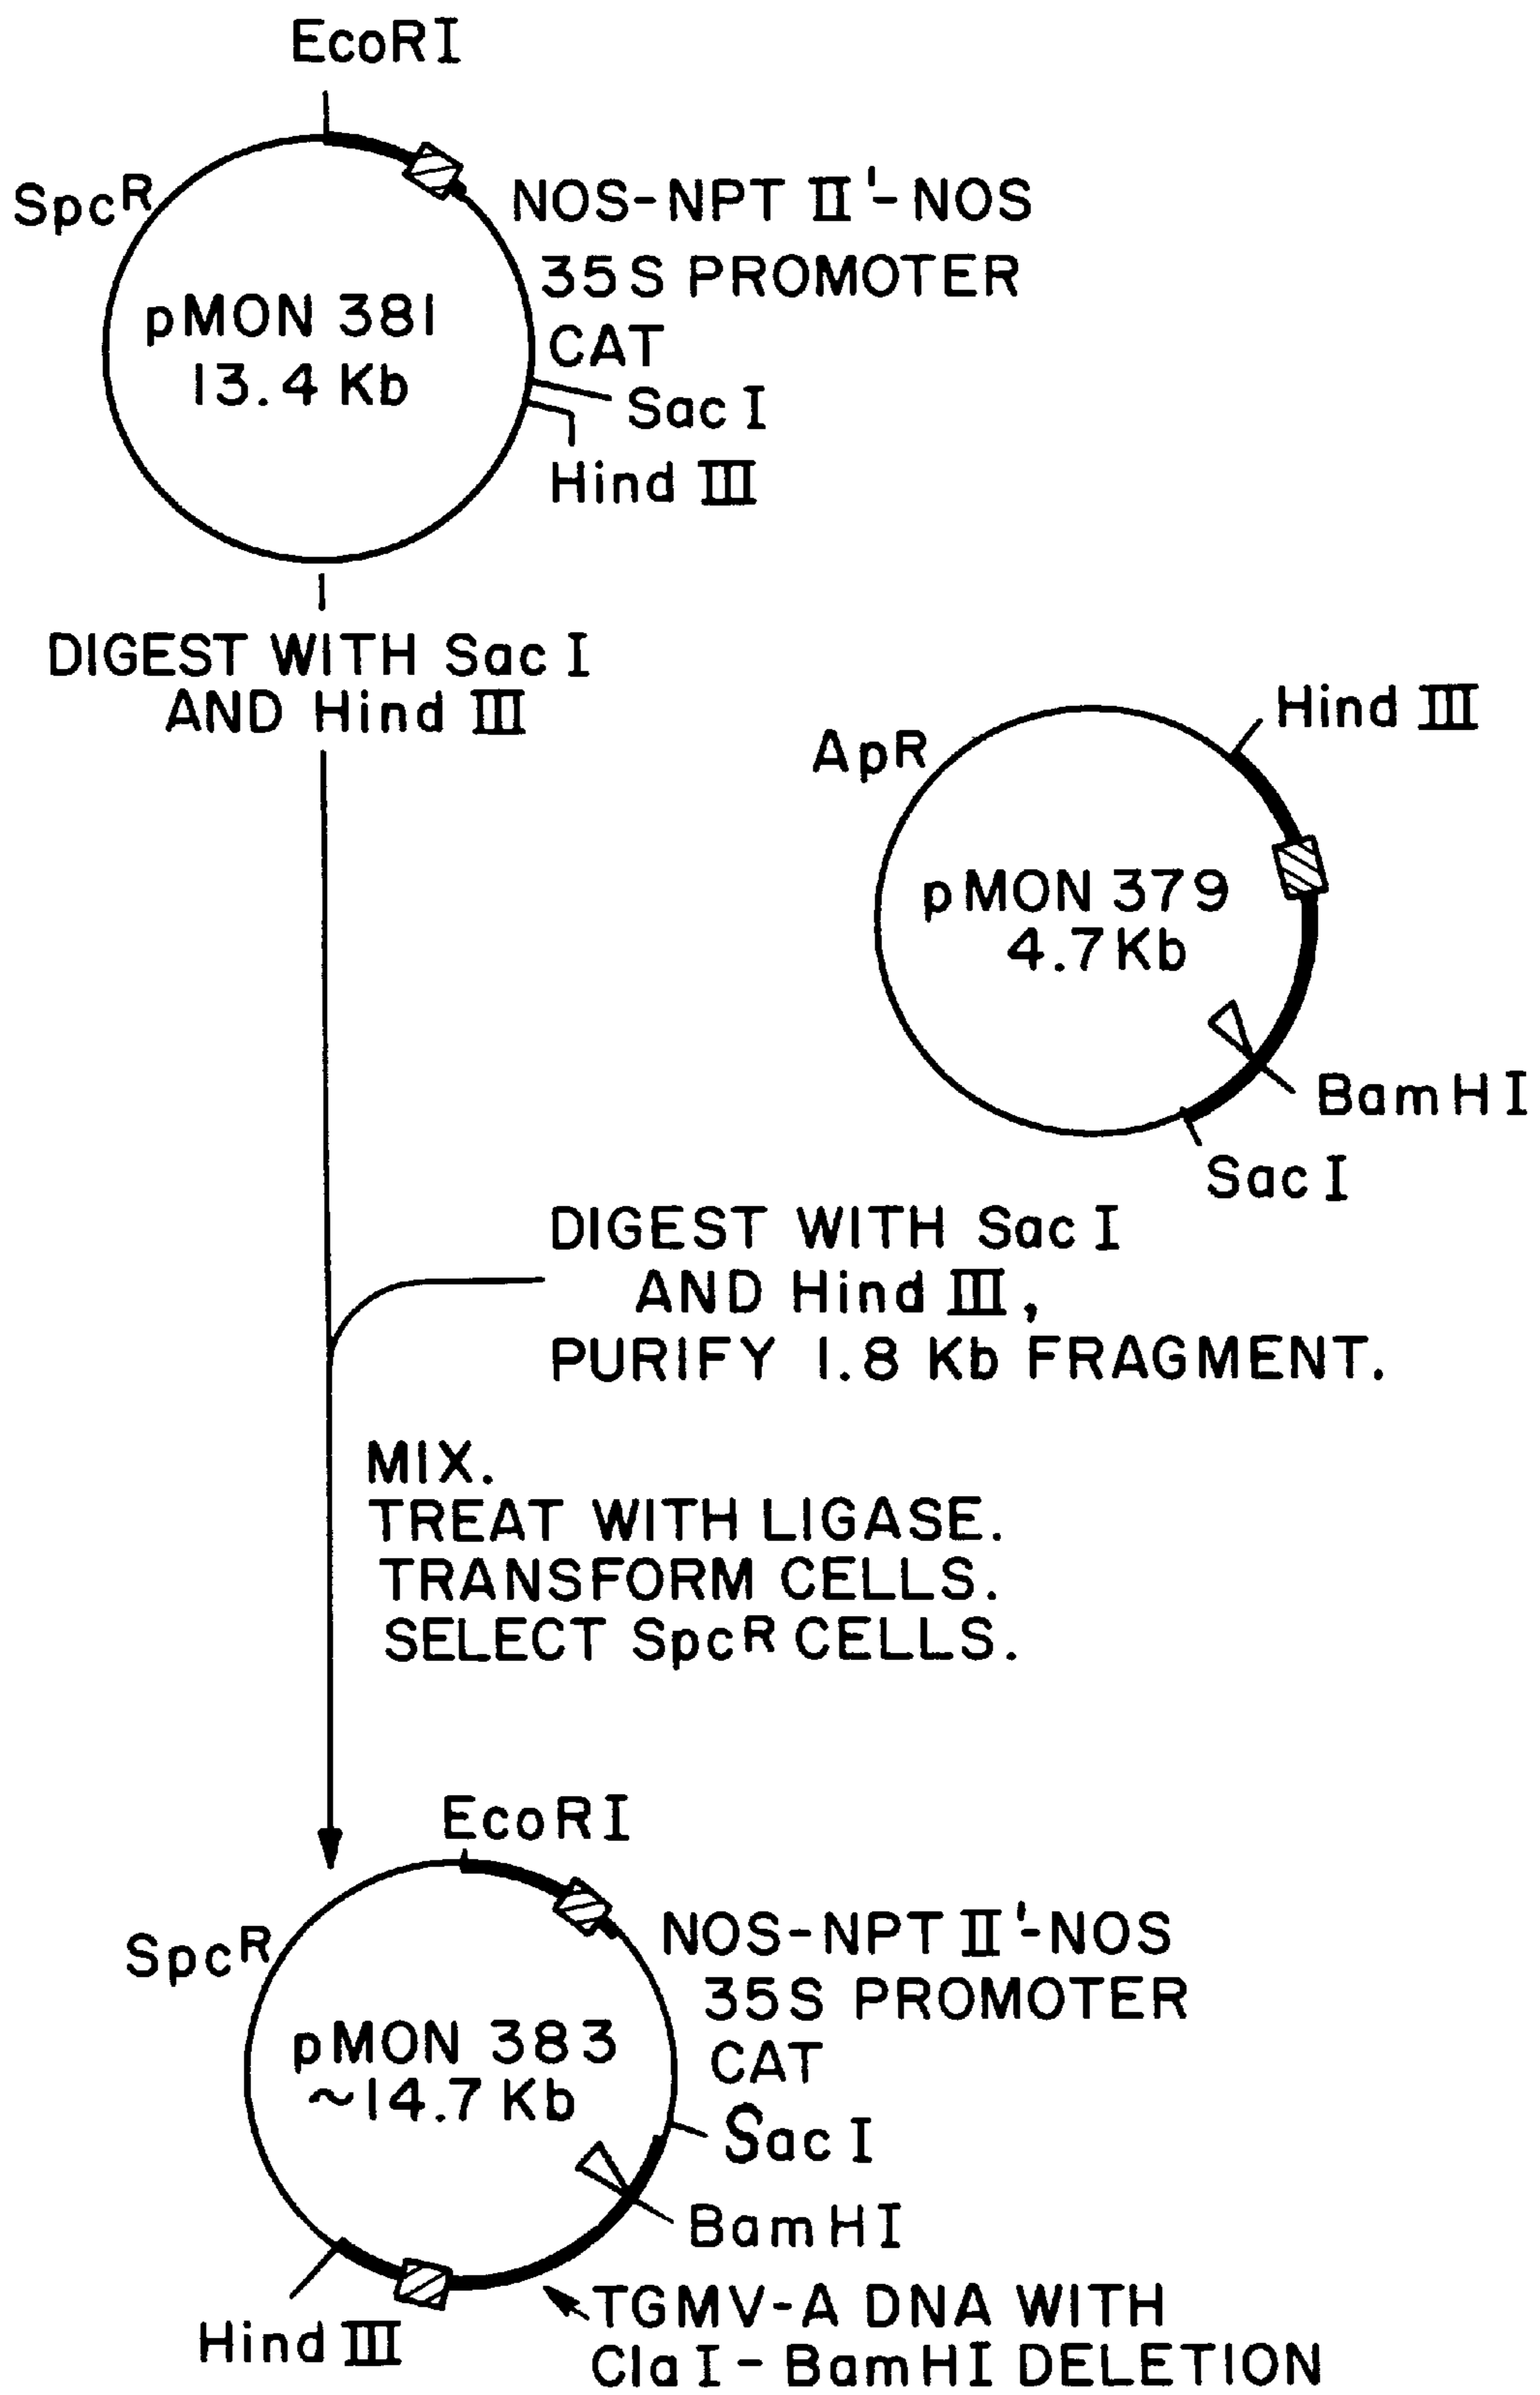 EcoRI
SpcR
NOS-NPT II'-NOS
35S PROMOTER
CAT
pMON 381
13.4 Kb
Sac I
Hind III
DIGEST WITH Sac I
AND Hind III
Hind III
ApR
pMON 379
4.7 Kb
BamHI
Sac I
DIGEST WITH Sac I
AND Hind III,
PURIFY 1.8 Kb FRAGMENT.
MIX.
TREAT WITH LIGASE.
TRANSFORM CELLS.
SELECT SpcR CELLS.
EcoRI
SpcR
NOS-NPT II'-NOS
35S PROMOTER
CAT
pMON 383
~14.7 Kb
Sac I
BamHI
TGMV-A DNA WITH
ClaI-BamHI DELETION
Hind III